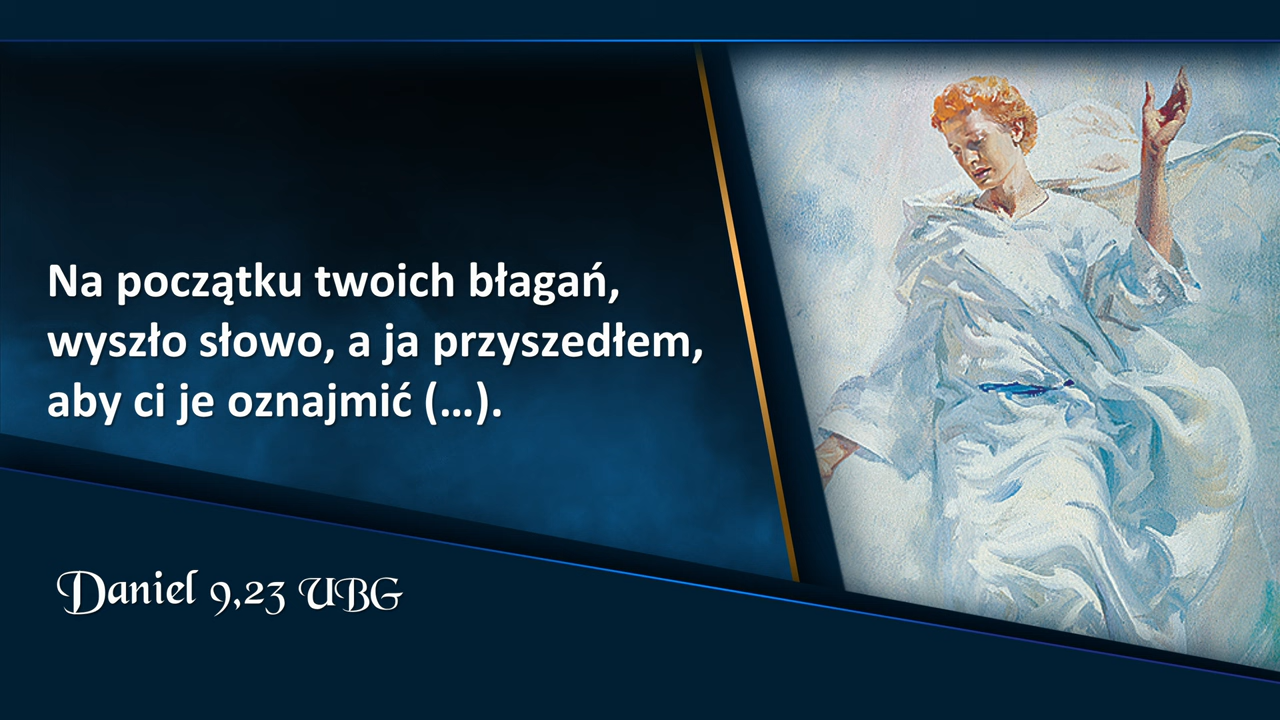 Na początku twoich błagań,
wyszło słowo, a ja przyszedłem,
aby ci je oznajmić (...).
Daniel 9,23 UBG